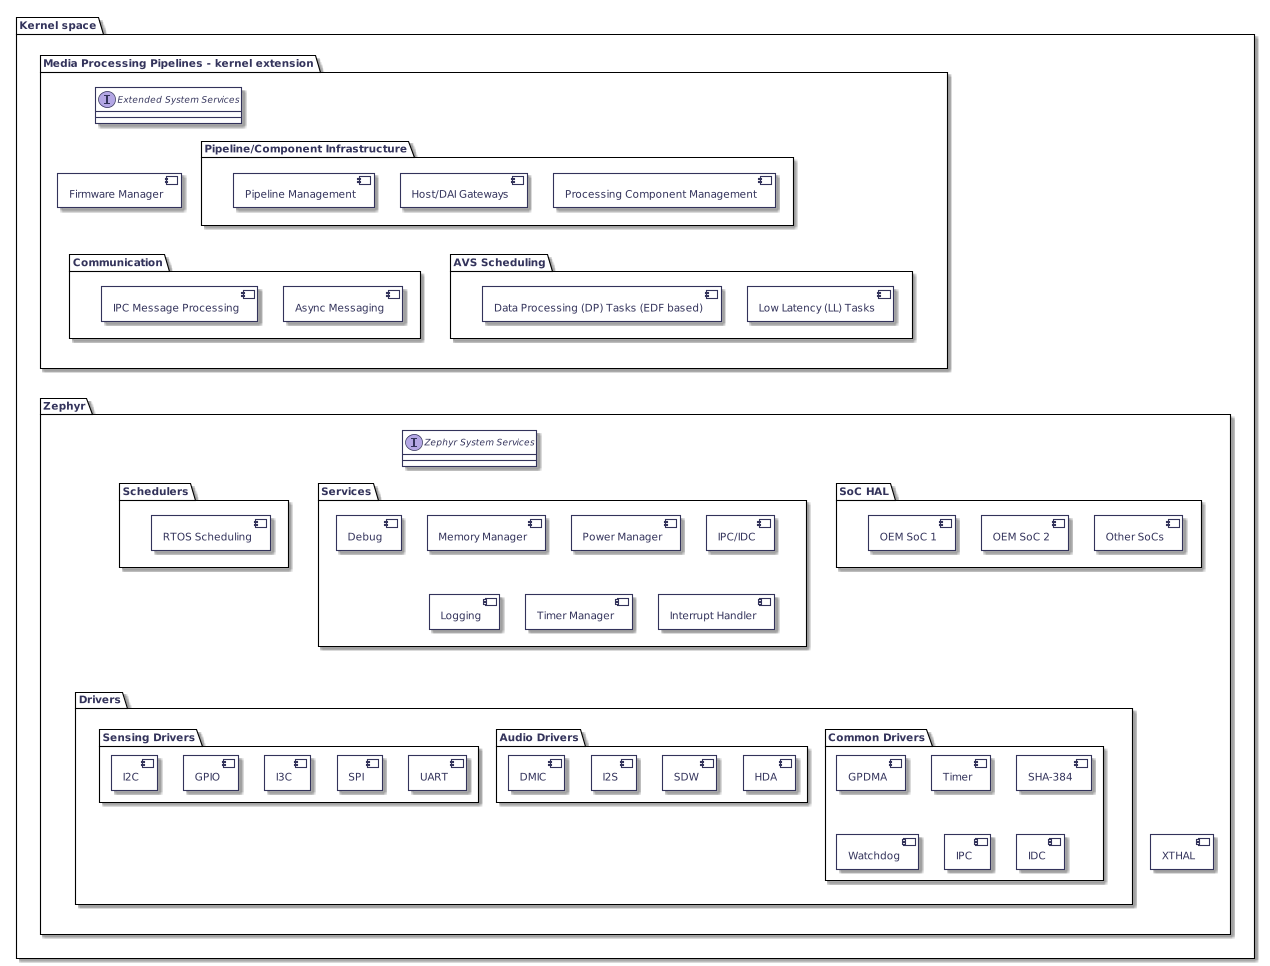 Kernel space
Media Processing Pipelines - kernel extension
I Extended System Services
Pipeline/Component Infrastructure
Firmware Manager
Pipeline Management
Host/DAI Gateways
Processing Component Management
Communication
IPC Message Processing
Async Messaging
AVS Scheduling
Data Processing (DP) Tasks (EDF based)
Low Latency (LL) Tasks
Zephyr
I Zephyr System Services
Schedulers
RTOS Scheduling
Services
Debug
Memory Manager
Power Manager
IPC/IDC
Logging
Timer Manager
Interrupt Handler
SoC HAL
OEM SoC 1
OEM SoC 2
Other SoCs
Drivers
Sensing Drivers
I2C
GPIO
I3C
SPI
UART
Audio Drivers
DMIC
I2S
SDW
HDA
Common Drivers
GPDMA
Timer
SHA-384
Watchdog
IPC
IDC
XTHAL